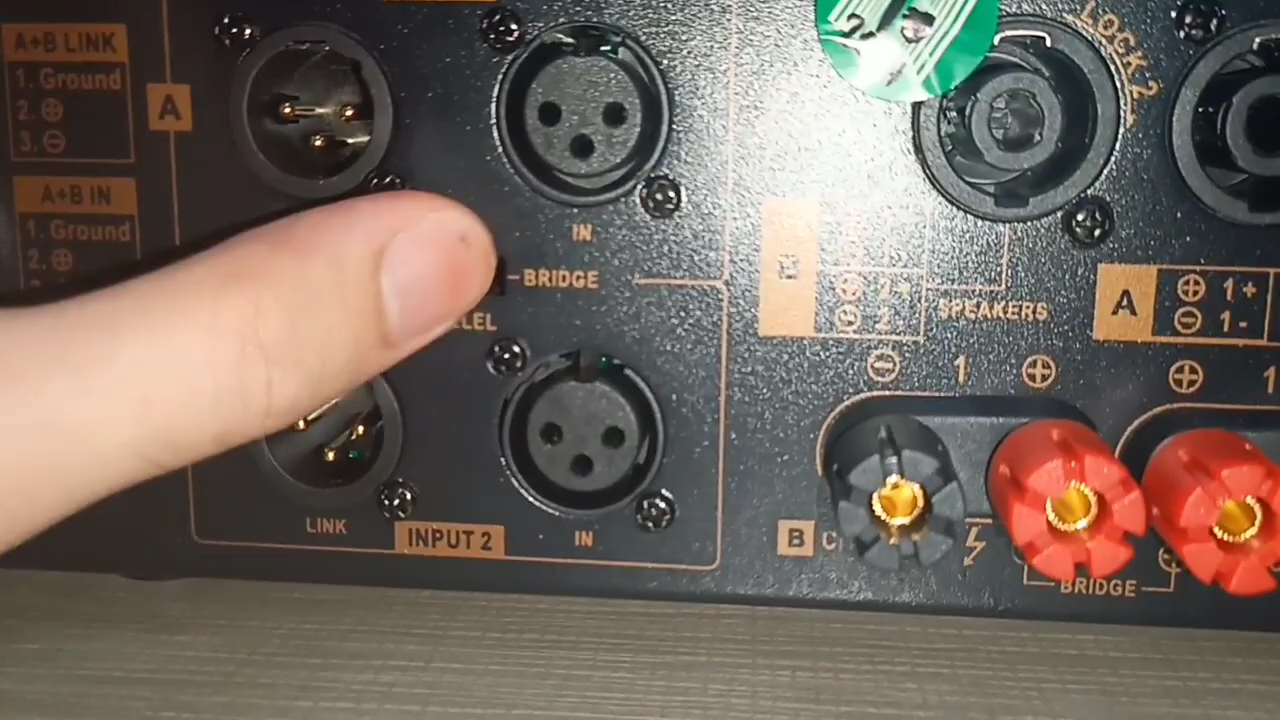 A+B LINK
1. Ground
2. ⊕
3. ⊖
A
A+B IN
1. Ground
2. ⊕
IN
BRIDGE
LINK
INPUT 2
IN
LOCK 2
B
⊕ 2+
⊖ 2
SPEAKERS
A
⊕ 1+
⊖ 1-
⊖ 1 ⊕
⊕ 1
B C
BRIDGE